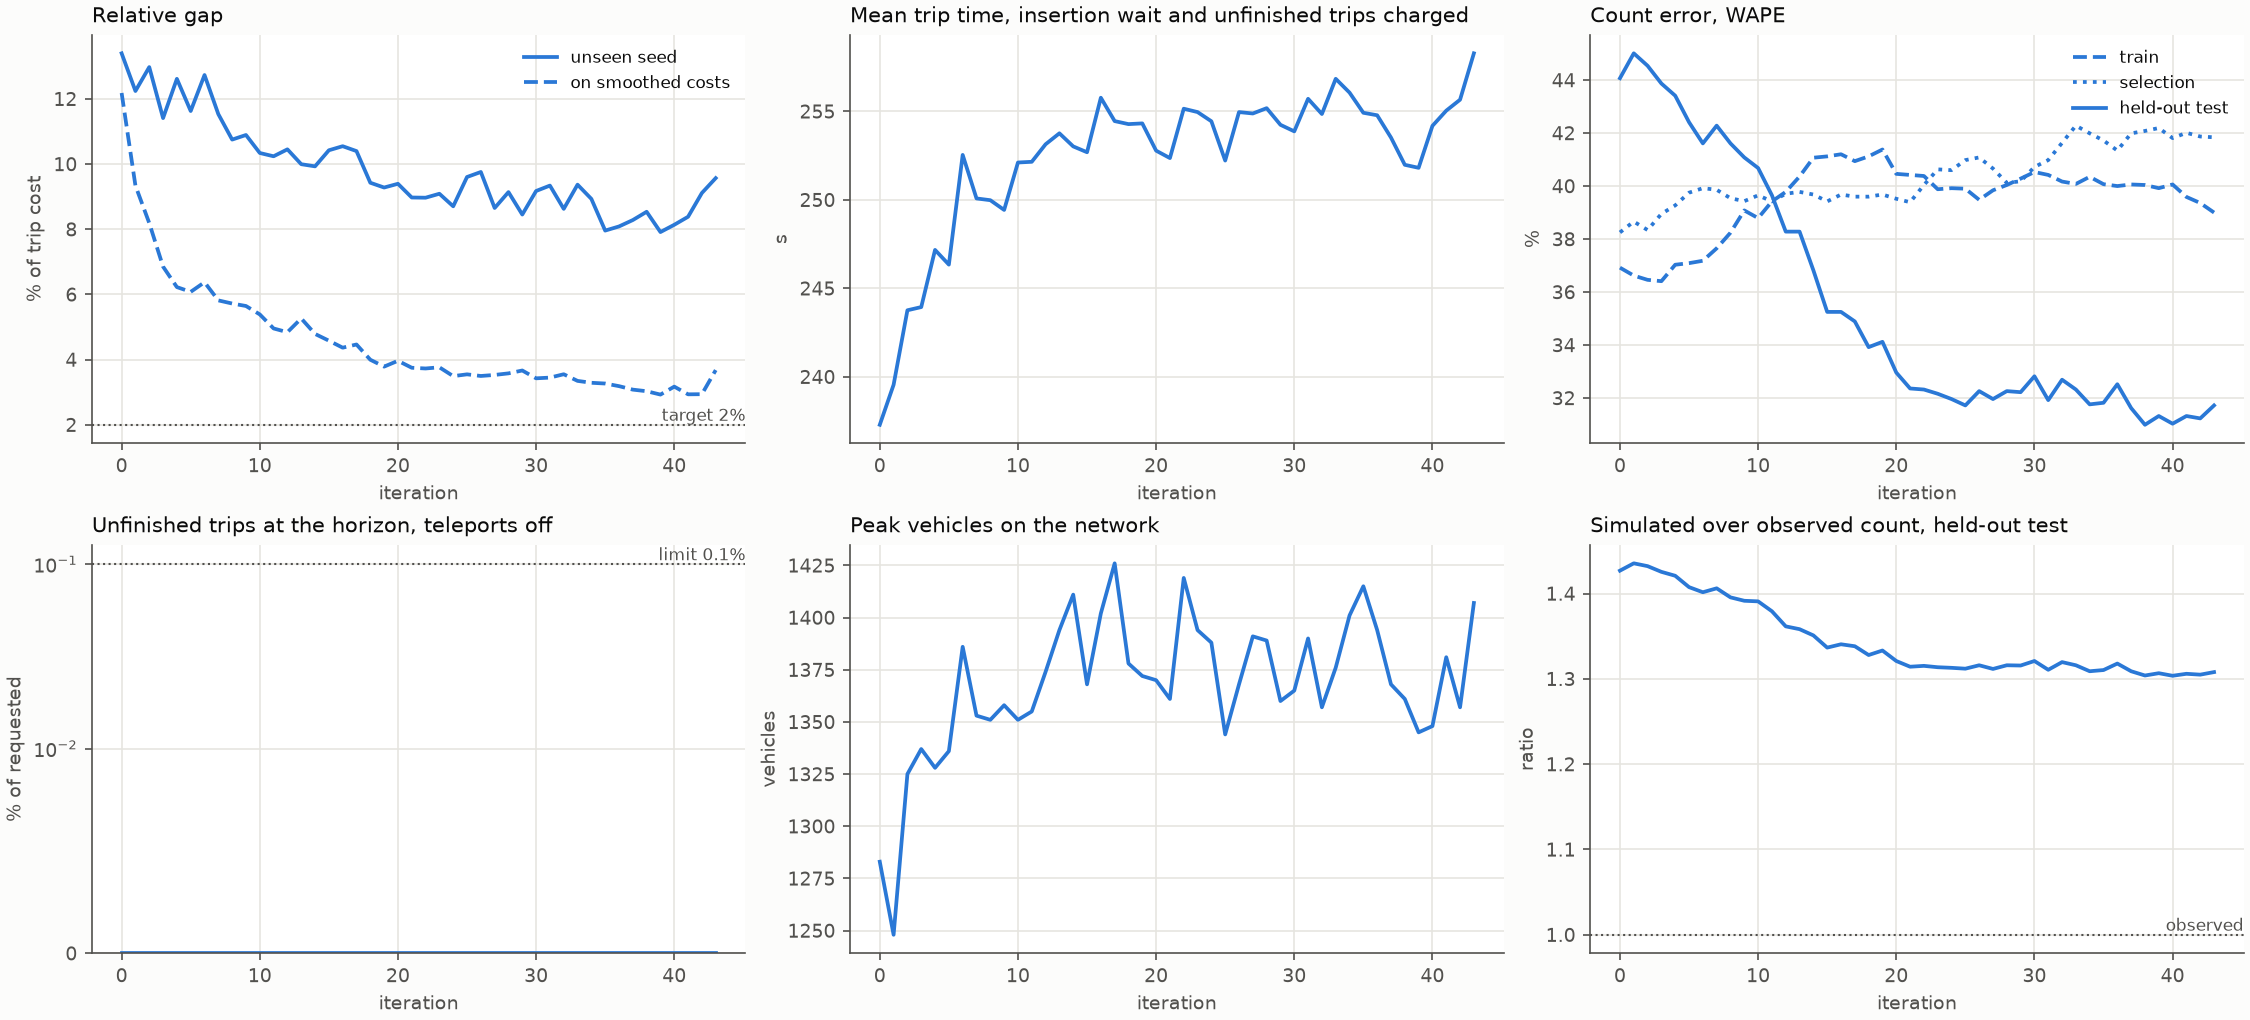 Relative gap
% of trip cost
12
10
8
6
4
2
unseen seed
on smoothed costs
target 2%
0 10 20 30 40
iteration
Mean trip time, insertion wait and unfinished trips charged
s
255
250
245
240
0 10 20 30 40
iteration
Count error, WAPE
%
44
42
40
38
36
34
32
train
selection
held-out test
0 10 20 30 40
iteration
Unfinished trips at the horizon, teleports off
% of requested
10⁻¹
10⁻²
0
limit 0.1%
0 10 20 30 40
iteration
Peak vehicles on the network
vehicles
1425
1400
1375
1350
1325
1300
1275
1250
0 10 20 30 40
iteration
Simulated over observed count, held-out test
ratio
1.4
1.3
1.2
1.1
1.0
observed
0 10 20 30 40
iteration